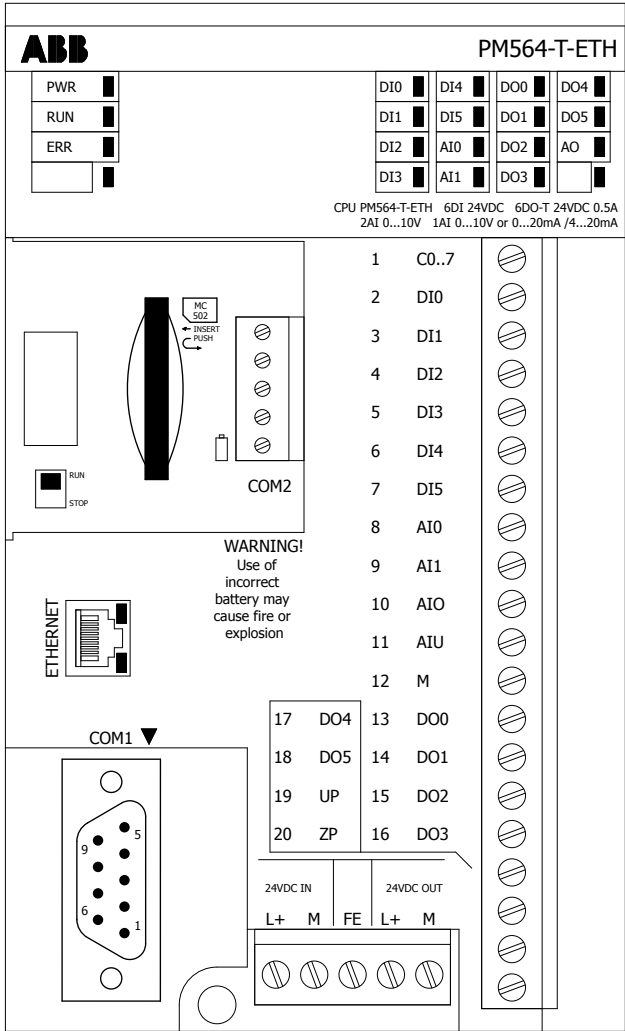 ABB PM564-T-ETH
PWR DI0 DI4 DO0 DO4
RUN DI1 DI5 DO1 DO5
ERR DI2 AI0 DO2 AO
DI3 AI1 DO3
CPU PM564-T-ETH 6DI 24VDC 6DO-T 24VDC 0.5A
2AI 0...10V 1AI 0...10V or 0...20mA /4...20mA
MC
502
INSERT
PUSH
RUN
STOP
COM2
WARNING!
Use of
incorrect
battery may
cause fire or
explosion
ETHERNET
1 C0..7
2 DI0
3 DI1
4 DI2
5 DI3
6 DI4
7 DI5
8 AI0
9 AI1
10 AIO
11 AIU
12 M
17 DO4 13 DO0
18 DO5 14 DO1
19 UP 15 DO2
20 ZP 16 DO3
COM1
5
9
6
1
24VDC IN 24VDC OUT
L+ M FE L+ M